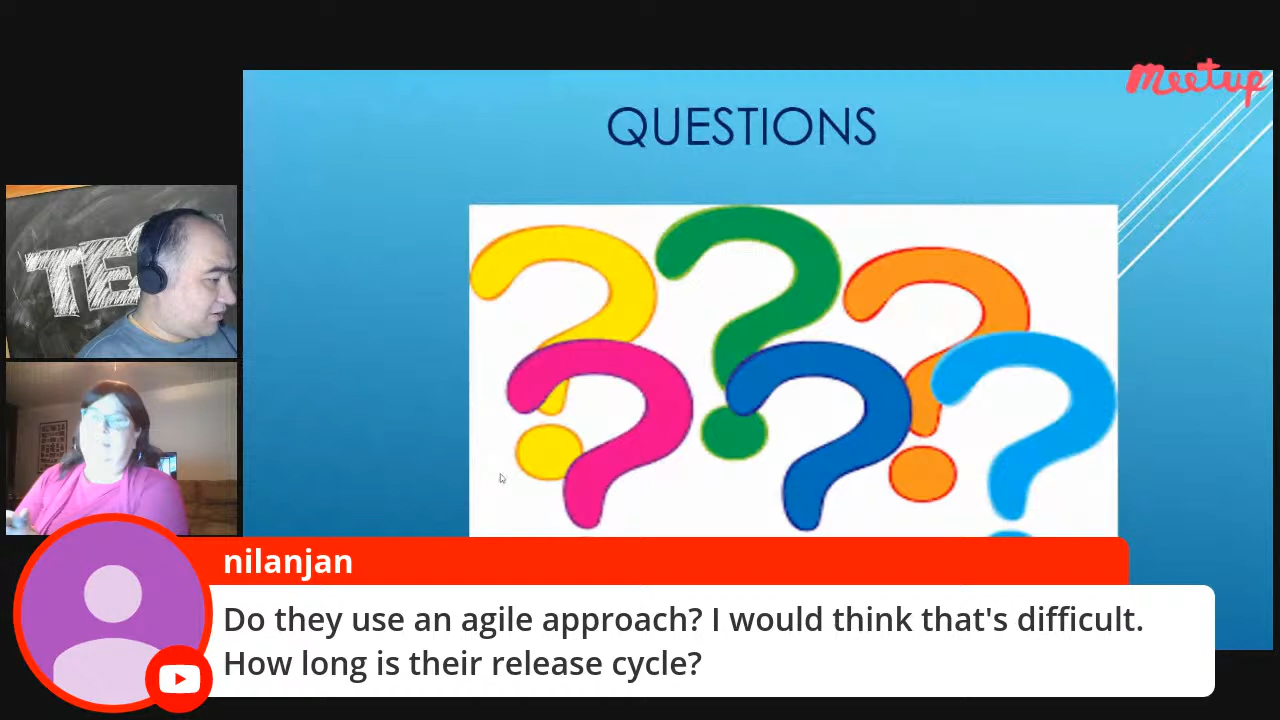 meetup
QUESTIONS
TE
nilanjan
Do they use an agile approach? I would think that's difficult.
How long is their release cycle?